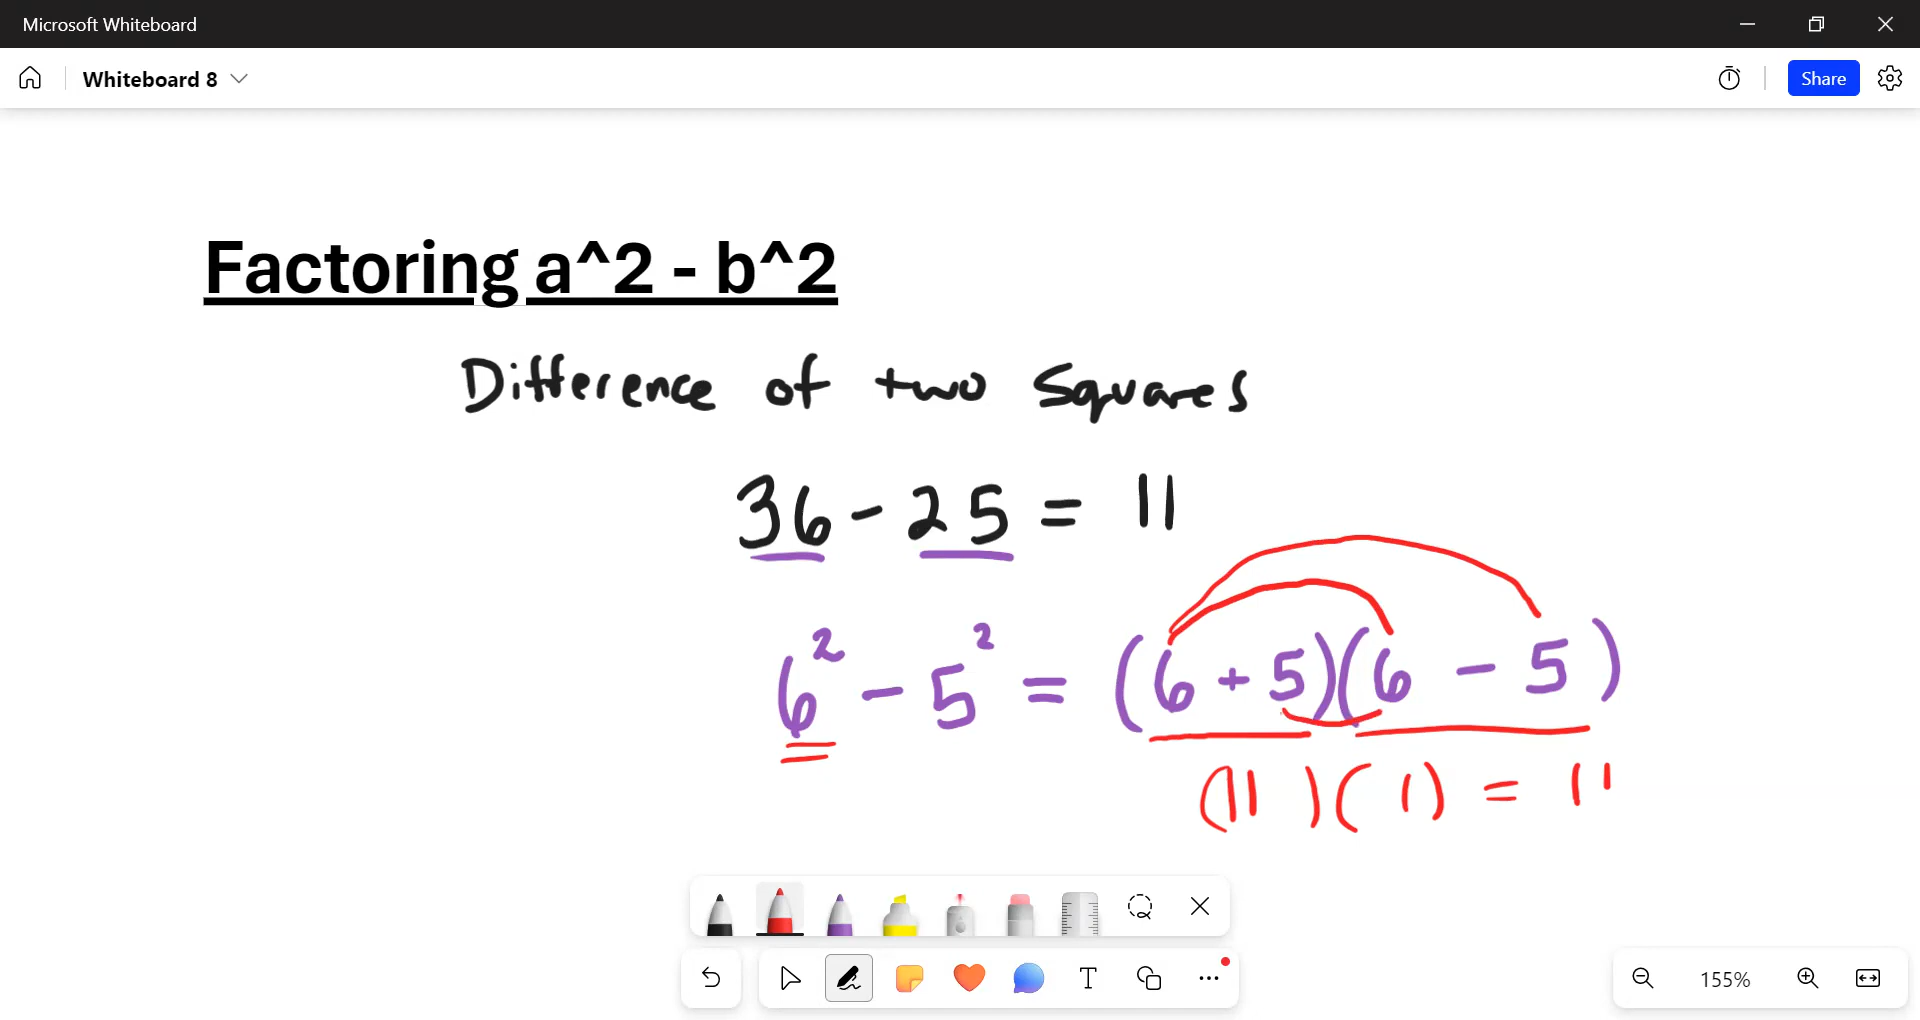 Microsoft Whiteboard
Whiteboard 8
Share
Factoring a^2 - b^2
Difference of two Squares
36 - 25 = 11
6² - 5² = (6 + 5)(6 - 5)
(11)(1) = 11
T
155%